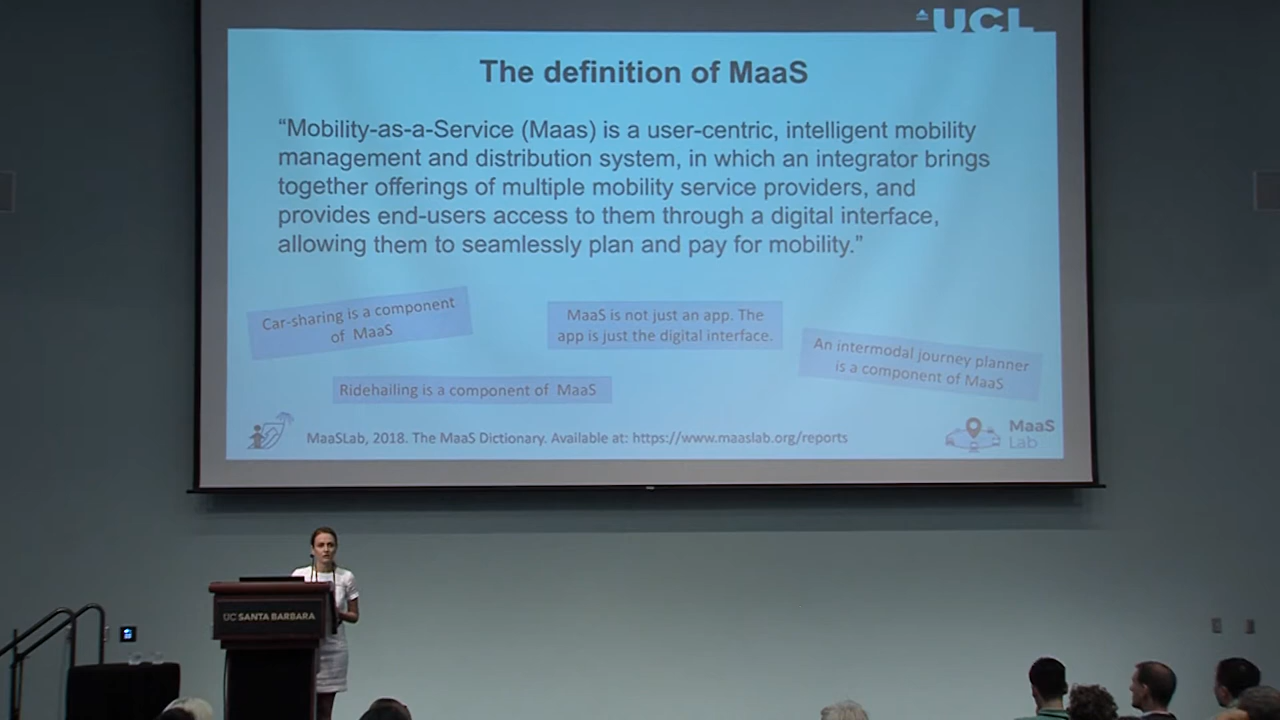 UCL
The definition of MaaS
“Mobility-as-a-Service (Maas) is a user-centric, intelligent mobility
management and distribution system, in which an integrator brings
together offerings of multiple mobility service providers, and
provides end-users access to them through a digital interface,
allowing them to seamlessly plan and pay for mobility.”
Car-sharing is a component
of MaaS
MaaS is not just an app. The
app is just the digital interface.
An intermodal journey planner
is a component of MaaS
Ridehailing is a component of MaaS
MaaSLab, 2018. The MaaS Dictionary. Available at: https://www.maaslab.org/reports
MaaS
Lab
UC SANTA BARBARA